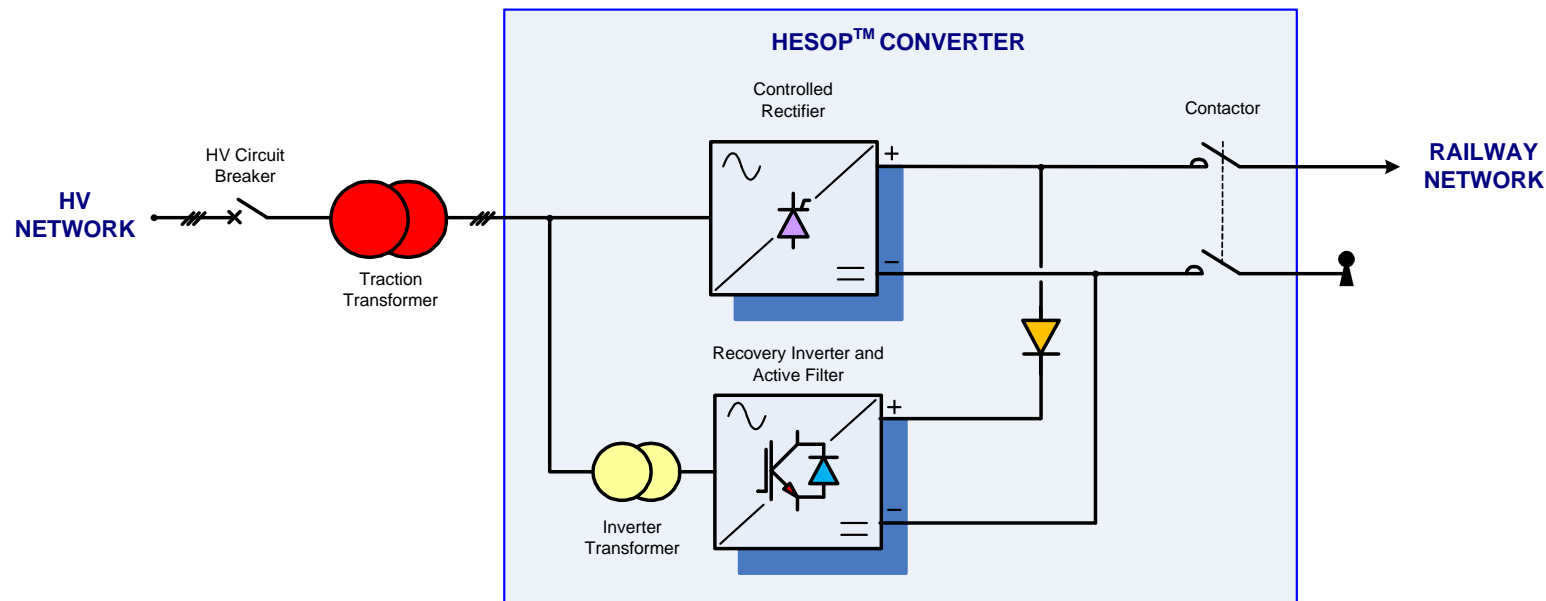 HESOP™ CONVERTER
Controlled
Rectifier
Contactor
HV Circuit
Breaker
HV
NETWORK
Traction
Transformer
+
−
RAILWAY
NETWORK
Recovery Inverter and
Active Filter
+
−
Inverter
Transformer